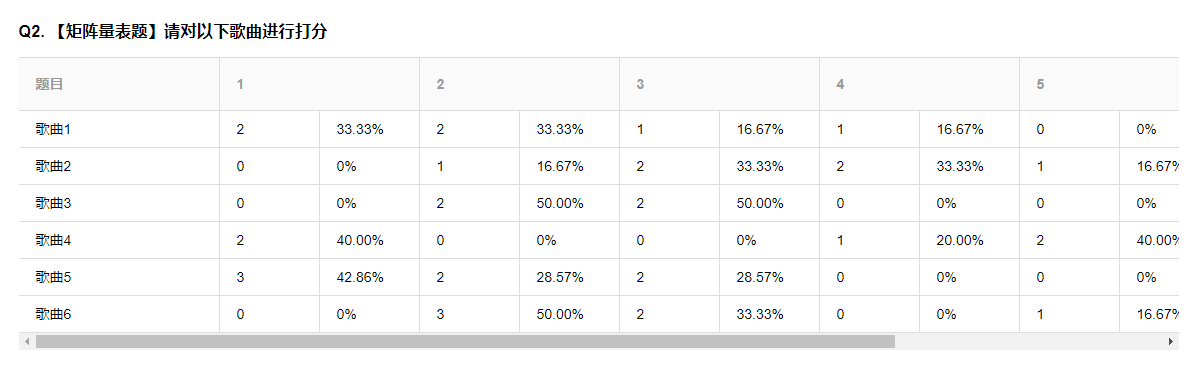 Q2. 【矩阵量表题】请对以下歌曲进行打分
题目 1 2 3 4 5
歌曲1 2 33.33% 2 33.33% 1 16.67% 1 16.67% 0 0%
歌曲2 0 0% 1 16.67% 2 33.33% 2 33.33% 1 16.67%
歌曲3 0 0% 2 50.00% 2 50.00% 0 0% 0 0%
歌曲4 2 40.00% 0 0% 0 0% 1 20.00% 2 40.00%
歌曲5 3 42.86% 2 28.57% 2 28.57% 0 0% 0 0%
歌曲6 0 0% 3 50.00% 2 33.33% 0 0% 1 16.67%